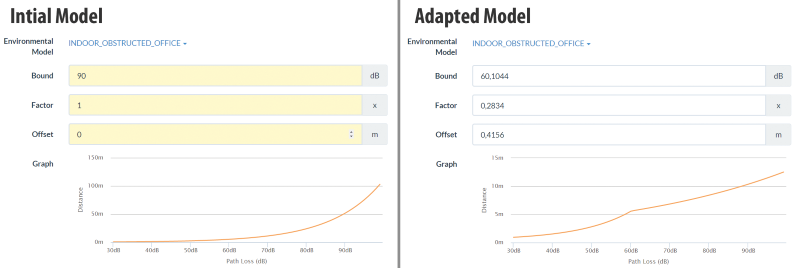 Intial Model
Environmental
Model
INDOOR_OBSTRUCTED_OFFICE
Bound
90
dB
Factor
1
x
Offset
0
m
Graph
150m
100m
50m
0m
Distance
30dB 40dB 50dB 60dB 70dB 80dB 90dB
Path Loss (dB)
Adapted Model
Environmental
Model
INDOOR_OBSTRUCTED_OFFICE
Bound
60,1044
dB
Factor
0,2834
x
Offset
0,4156
m
Graph
15m
10m
5m
0m
Distance
30dB 40dB 50dB 60dB 70dB 80dB 90dB
Path Loss (dB)